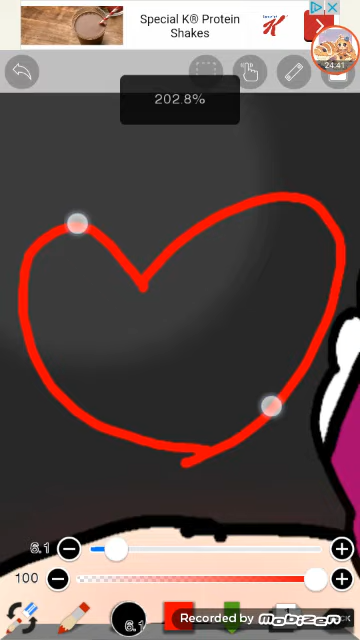 Special K® Protein
Shakes
24:41
202.8%
6.1
100
6.1
Recorded by mobizen